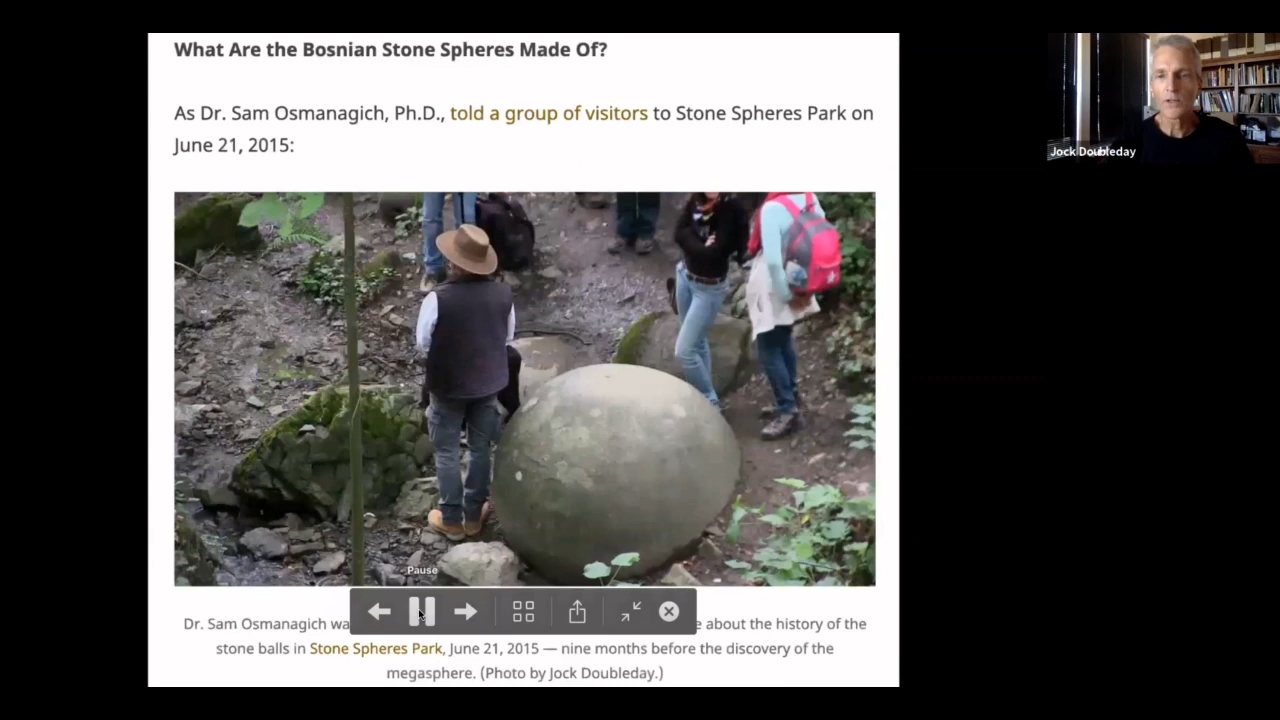 What Are the Bosnian Stone Spheres Made Of?
As Dr. Sam Osmanagich, Ph.D., told a group of visitors to Stone Spheres Park on
June 21, 2015:
Jock Doubleday
Pause
Dr. Sam Osmanagich about the history of the
stone balls in Stone Spheres Park, June 21, 2015 — nine months before the discovery of the
megasphere. (Photo by Jock Doubleday.)